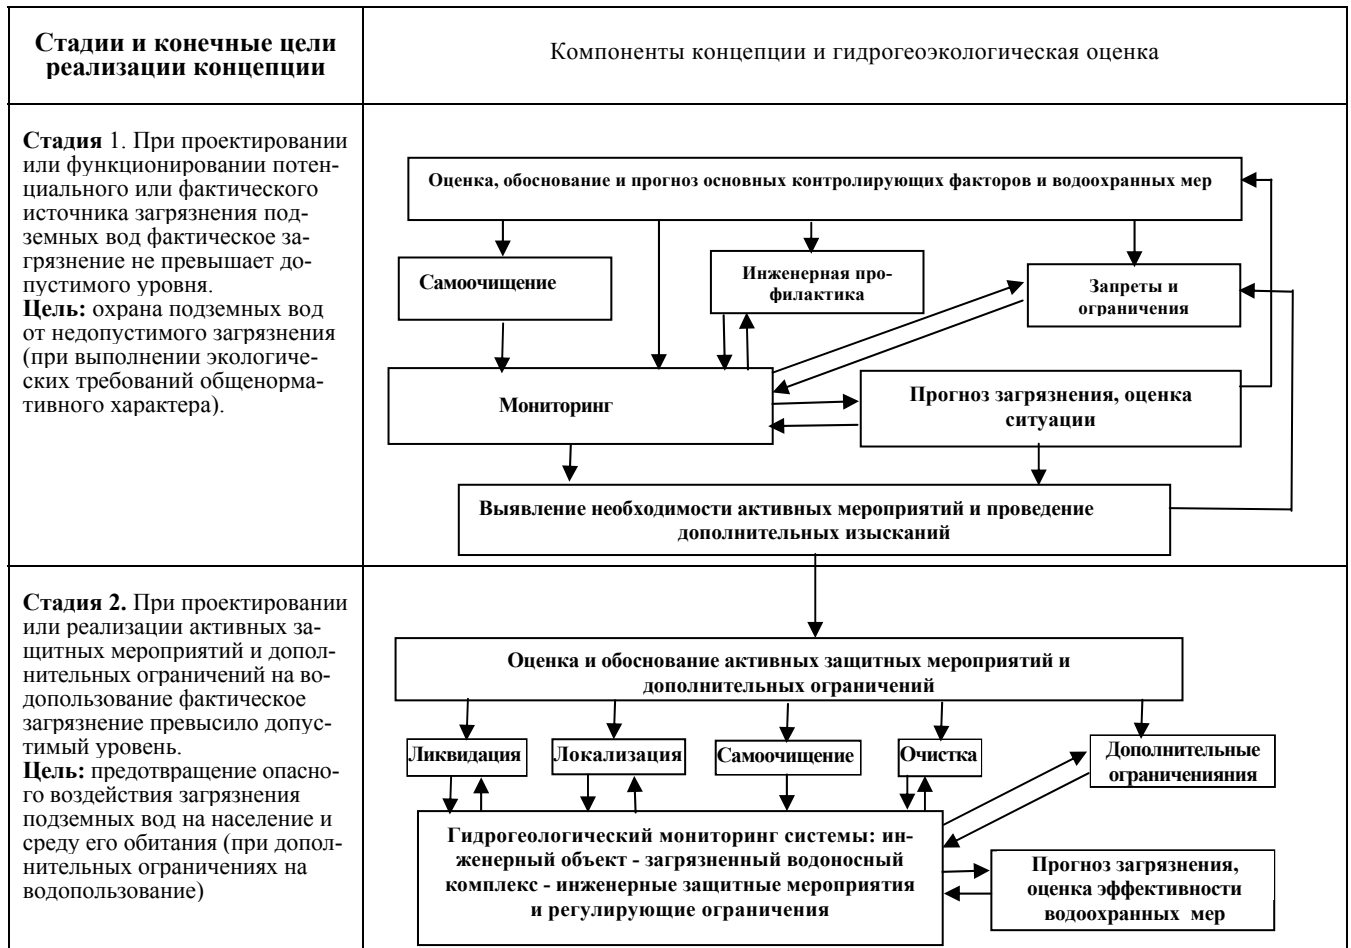 Стадии и конечные цели
реализации концепции
Компоненты концепции и гидрогеоэкологическая оценка
Стадия 1. При проектировании
или функционировании потен-
циального или фактического
источника загрязнения под-
земных вод фактическое за-
грязнение не превышает до-
пустимого уровня.
Цель: охрана подземных вод
от недопустимого загрязнения
(при выполнении экологиче-
ских требований общенорма-
тивного характера).
Оценка, обоснование и прогноз основных контролирующих факторов и водоохранных мер
Самоочищение
Инженерная про-
филактика
Запреты и
ограничения
Мониторинг
Прогноз загрязнения, оценка
ситуации
Выявление необходимости активных мероприятий и проведение
дополнительных изысканий
Стадия 2. При проектировании
или реализации активных за-
щитных мероприятий и допол-
нительных ограничений на во-
допользование фактическое
загрязнение превысило допус-
тимый уровень.
Цель: предотвращение опасно-
го воздействия загрязнения
подземных вод на население и
среду его обитания (при допол-
нительных ограничениях на
водопользование)
Оценка и обоснование активных защитных мероприятий и
дополнительных ограничений
Ликвидация
Локализация
Самоочищение
Очистка
Дополнительные
ограниченияния
Гидрогеологический мониторинг системы: ин-
женерный объект - загрязненный водоносный
комплекс - инженерные защитные мероприятия
и регулирующие ограничения
Прогноз загрязнения,
оценка эффективности
водоохранных мер